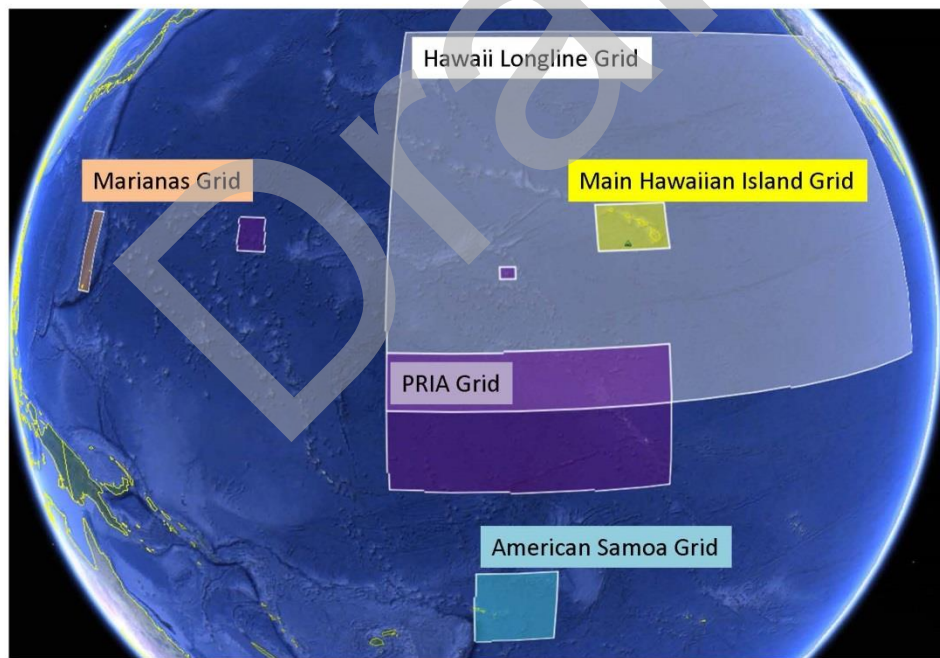 Hawaii Longline Grid
Marianas Grid
Main Hawaiian Island Grid
PRIA Grid
American Samoa Grid
Draft